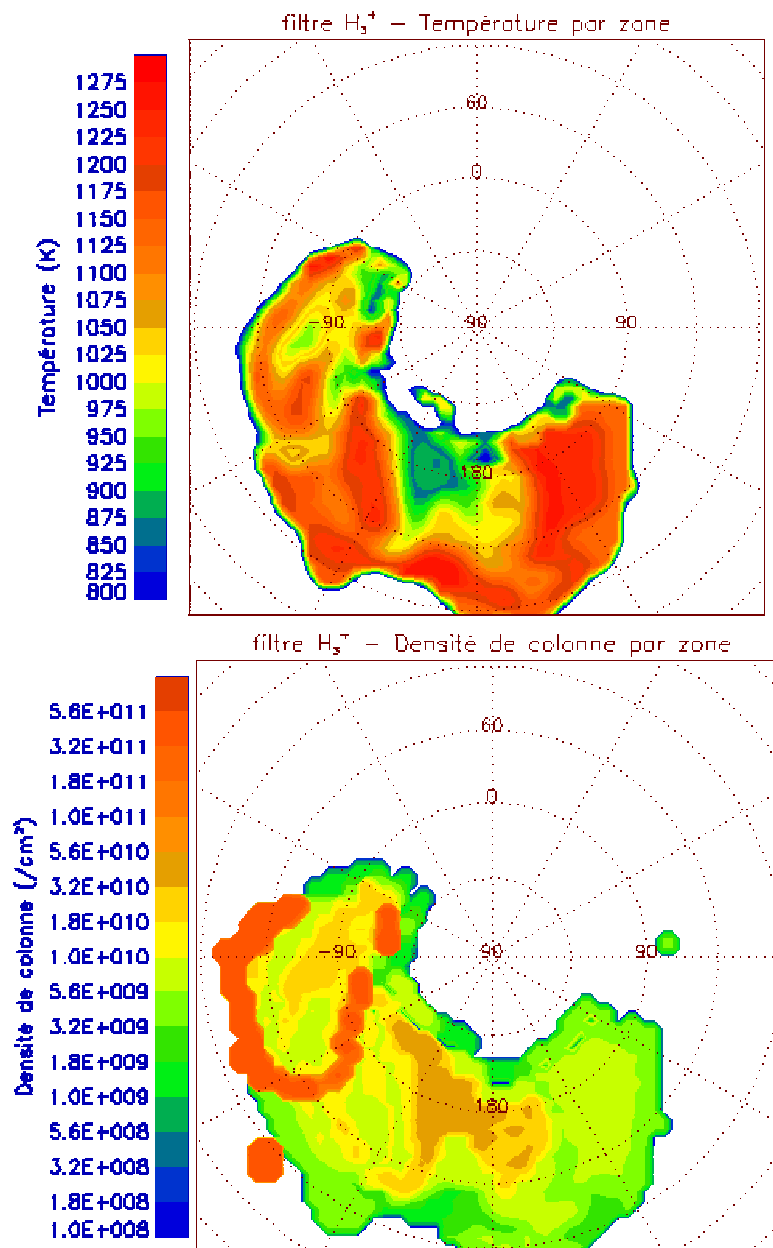 filtre H₃⁺ – Température par zone
1275
1250
1225
1200
1175
1150
1125
1100
1075
1050
1025
1000
975
950
925
900
875
850
825
800
Température (K)
60
0
-90
90
90
180
filtre H₃⁺ – Densité de colonne par zone
5.6E+011
3.2E+011
1.8E+011
1.0E+011
5.6E+010
3.2E+010
1.8E+010
1.0E+010
5.6E+009
3.2E+009
1.8E+009
1.0E+009
5.6E+008
3.2E+008
1.8E+008
1.0E+008
Densite de colonne (/cm²)
60
0
-90
90
90
180